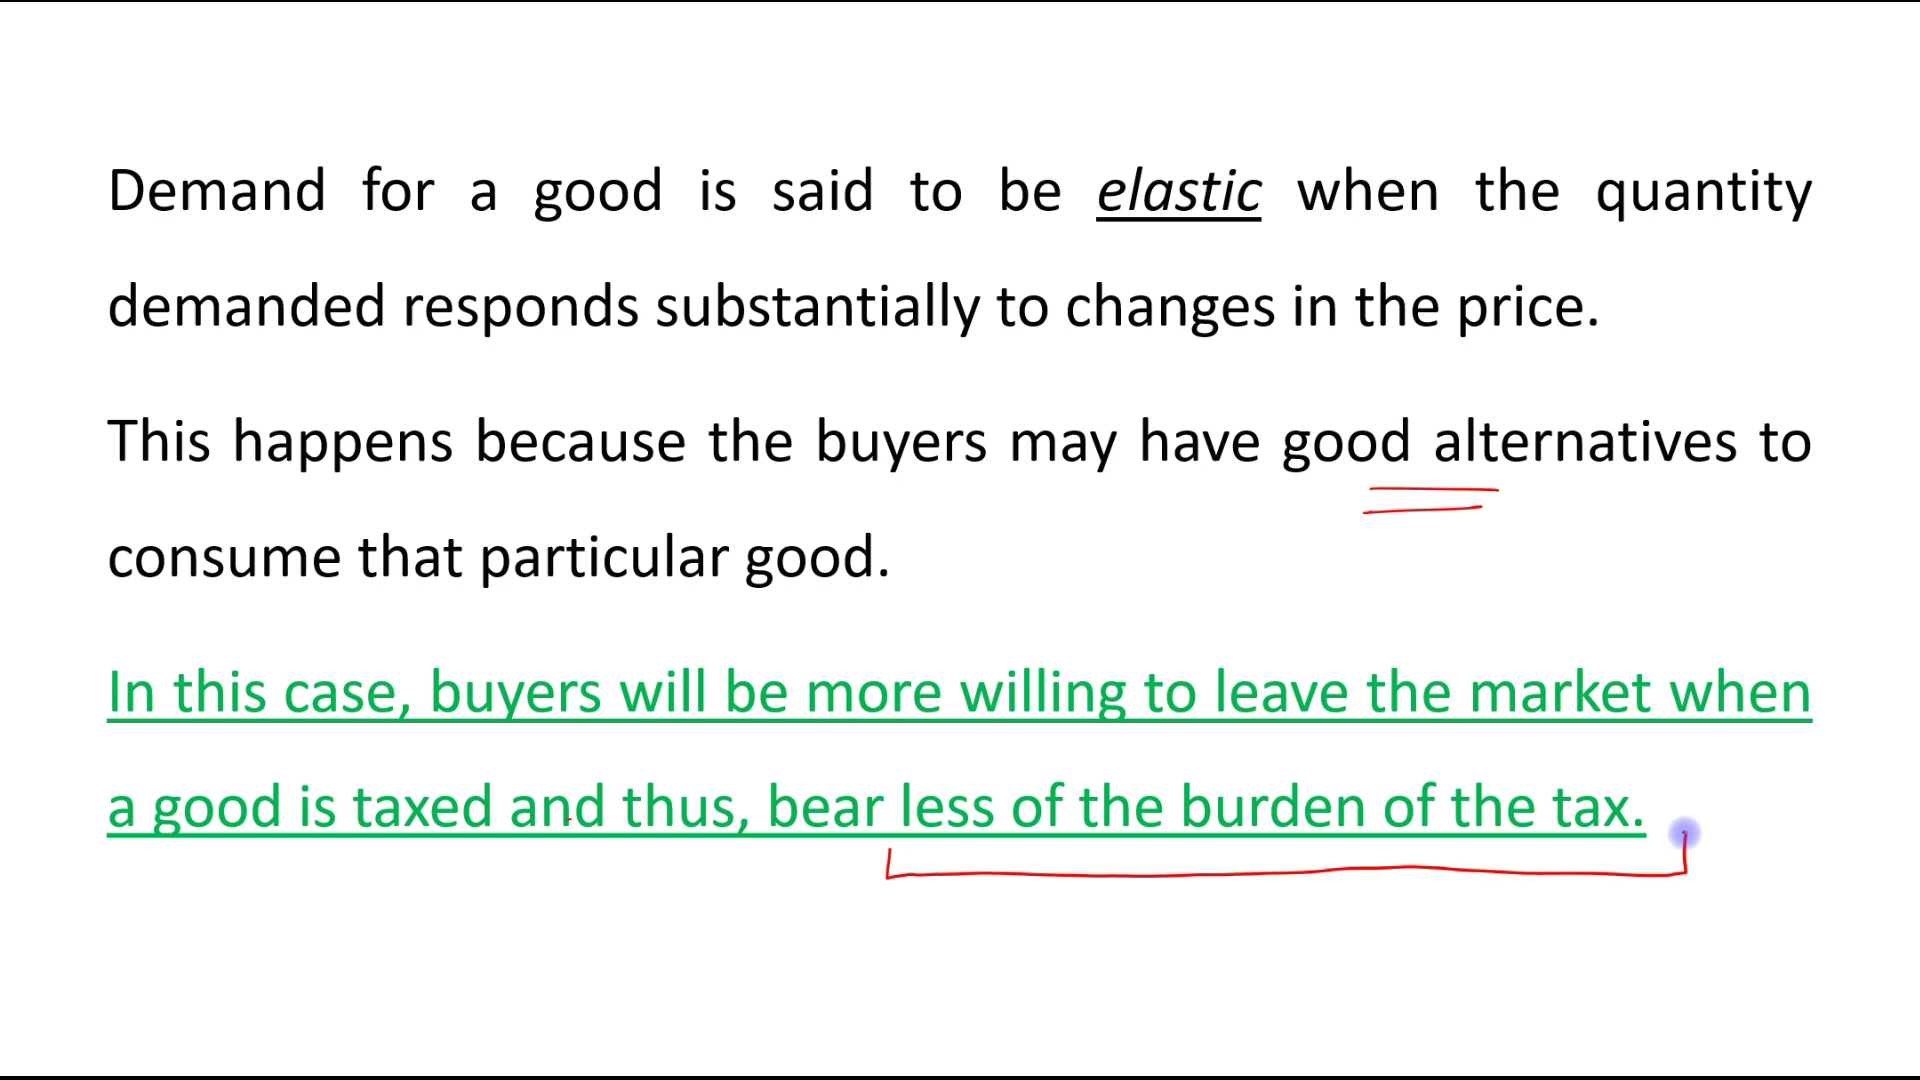 Demand for a good is said to be elastic when the quantity
demanded responds substantially to changes in the price.
This happens because the buyers may have good alternatives to
consume that particular good.
In this case, buyers will be more willing to leave the market when
a good is taxed and thus, bear less of the burden of the tax.